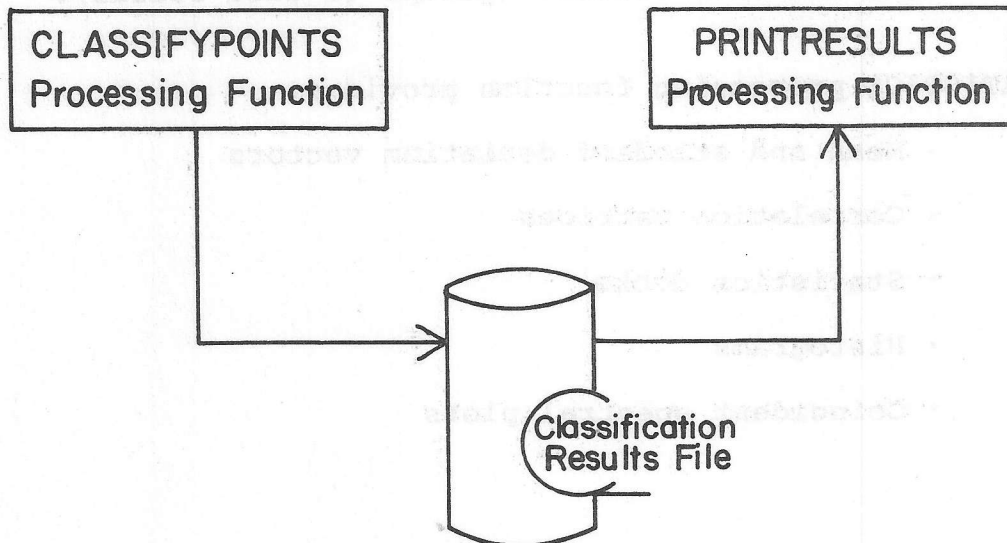 CLASSIFYPOINTS
Processing Function
PRINTRESULTS
Processing Function
Classification
Results File